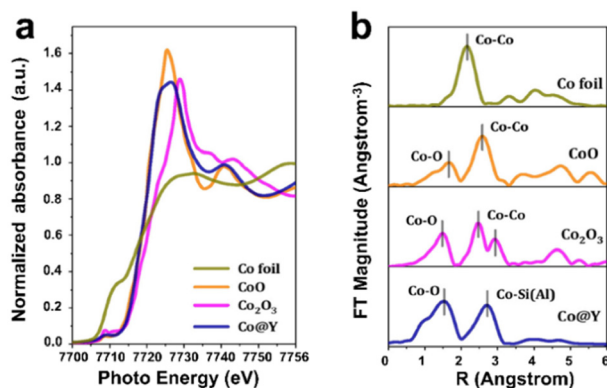 a
Normalized absorbance (a.u.)
1.6
1.4
1.2
1.0
0.8
0.6
0.4
0.2
0.0
7700 7710 7720 7730 7740 7756
Photo Energy (eV)
Co foil
CoO
Co₂O₃
Co@Y
b
FT Magnitude (Angstrom⁻³)
Co-Co
Co foil
Co-O
Co-Co
CoO
Co-O
Co-Co
Co₂O₃
Co-O
Co-Si(Al)
Co@Y
0 1 2 3 4 5 6
R (Angstrom)